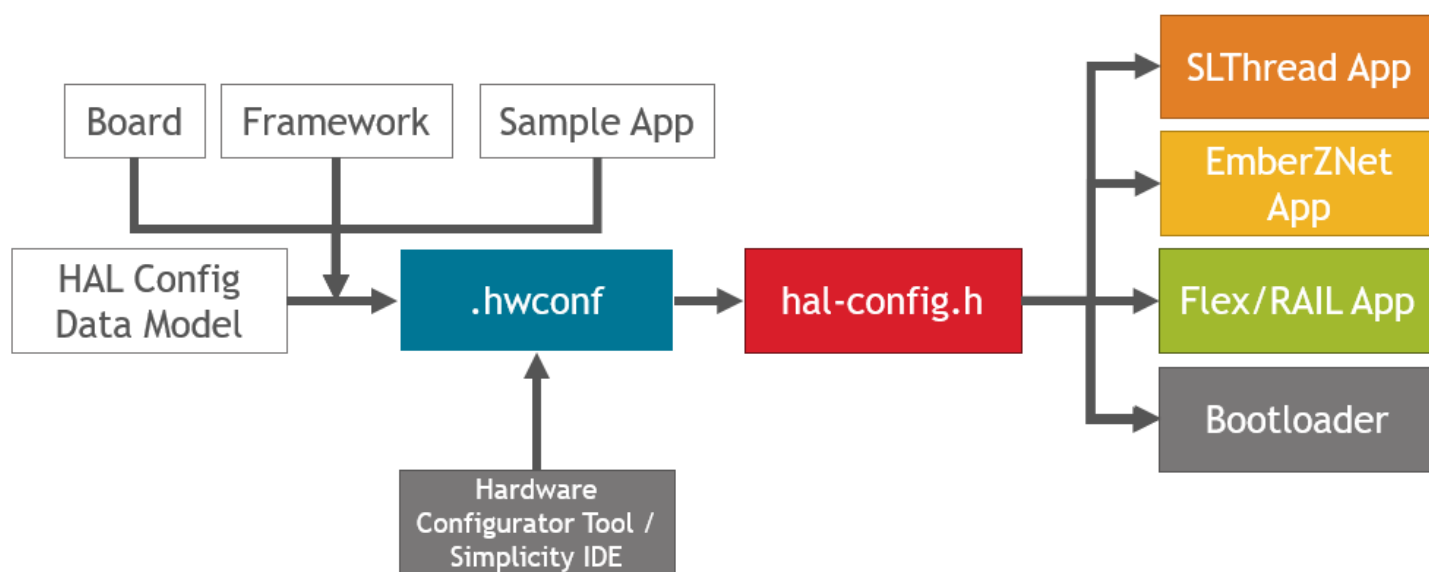 Board
Framework
Sample App
HAL Config
Data Model
.hwconf
hal-config.h
Hardware
Configurator Tool /
Simplicity IDE
SLThread App
EmberZNet
App
Flex/RAIL App
Bootloader